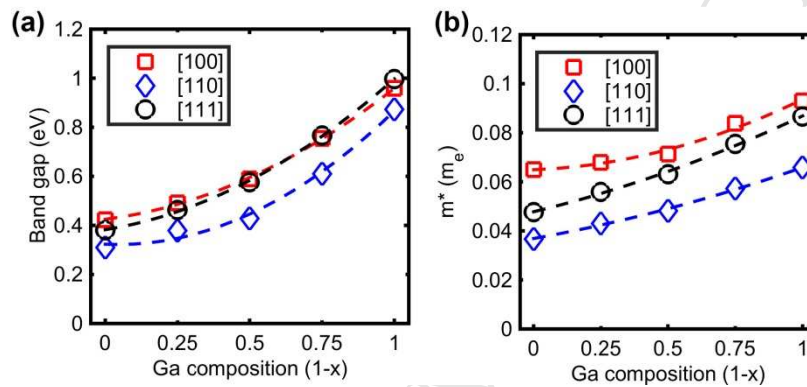 (a)
1.2
1
0.8
0.6
0.4
0.2
0
Band gap (eV)
[100]
[110]
[111]
0 0.25 0.5 0.75 1
Ga composition (1-x)
(b)
0.12
0.1
0.08
0.06
0.04
0.02
0
m* (mₑ)
[100]
[110]
[111]
0 0.25 0.5 0.75 1
Ga composition (1-x)